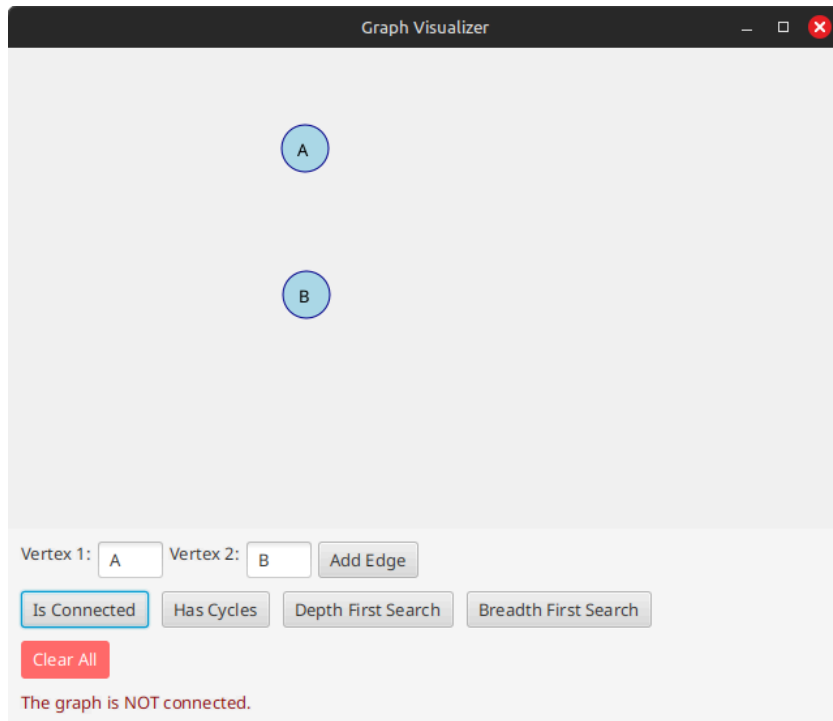 Graph Visualizer
A
B
Vertex 1: A Vertex 2: B Add Edge
Is Connected Has Cycles Depth First Search Breadth First Search
Clear All
The graph is NOT connected.